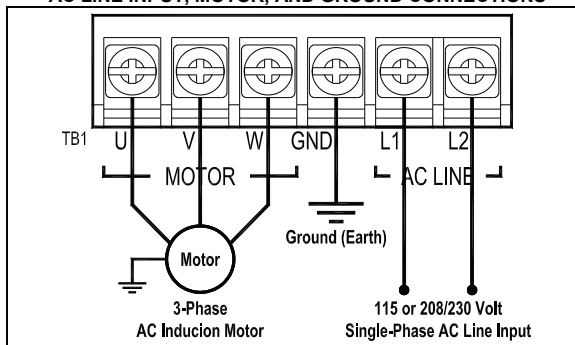 AC LINE INPUT, MOTOR, AND GROUND CONNECTIONS
TB1 U V W GND L1 L2
MOTOR AC LINE
Ground (Earth)
Motor
3-Phase
AC Inducion Motor
115 or 208/230 Volt
Single-Phase AC Line Input